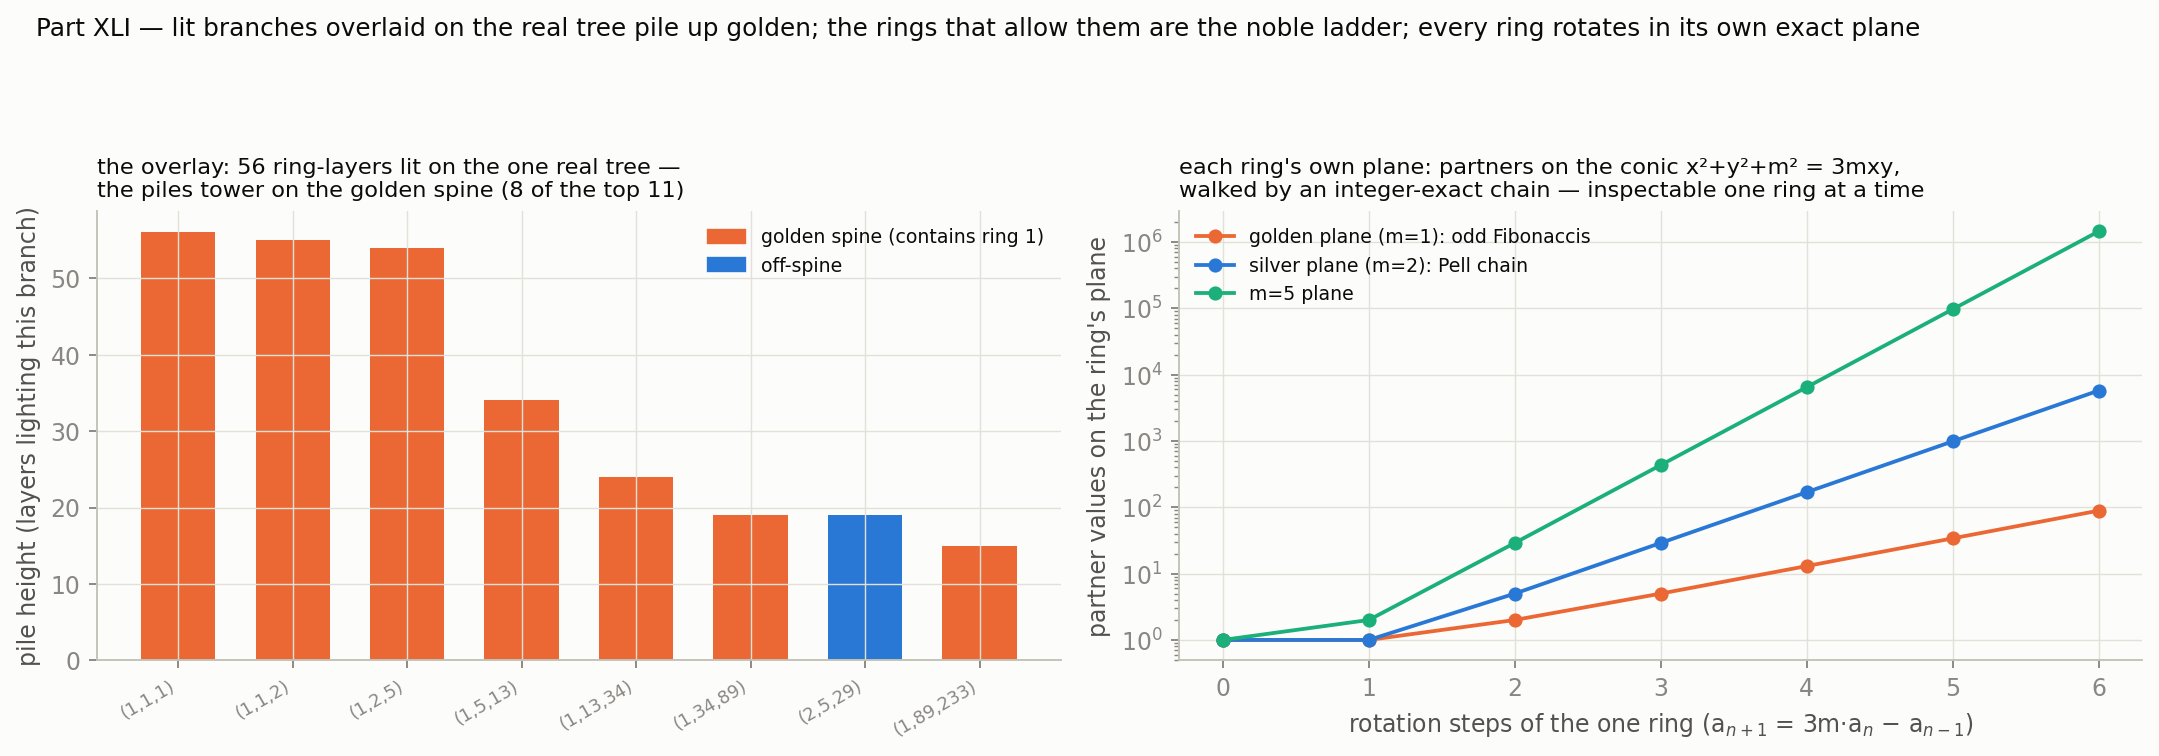 Part XLI — lit branches overlaid on the real tree pile up golden; the rings that allow them are the noble ladder; every ring rotates in its own exact plane
the overlay: 56 ring-layers lit on the one real tree —
the piles tower on the golden spine (8 of the top 11)
golden spine (contains ring 1)
off-spine
pile height (layers lighting this branch)
50
40
30
20
10
0
(1,1,1)
(1,1,2)
(1,2,5)
(1,5,13)
(1,13,34)
(1,34,89)
(2,5,29)
(1,89,233)
each ring's own plane: partners on the conic x²+y²+m² = 3mxy,
walked by an integer-exact chain — inspectable one ring at a time
golden plane (m=1): odd Fibonaccis
silver plane (m=2): Pell chain
m=5 plane
partner values on the ring's plane
10⁶
10⁵
10⁴
10³
10²
10¹
10⁰
0
1
2
3
4
5
6
rotation steps of the one ring (aₙ₊₁ = 3m·aₙ − aₙ₋₁)